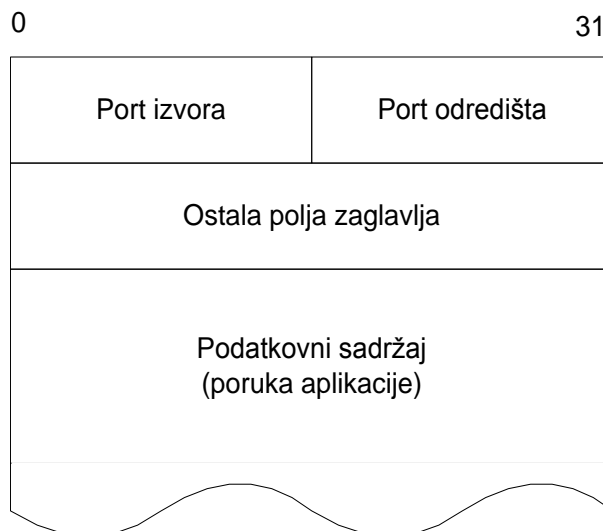 0
31
Port izvora
Port odredišta
Ostala polja zaglavlja
Podatkovni sadržaj
(poruka aplikacije)